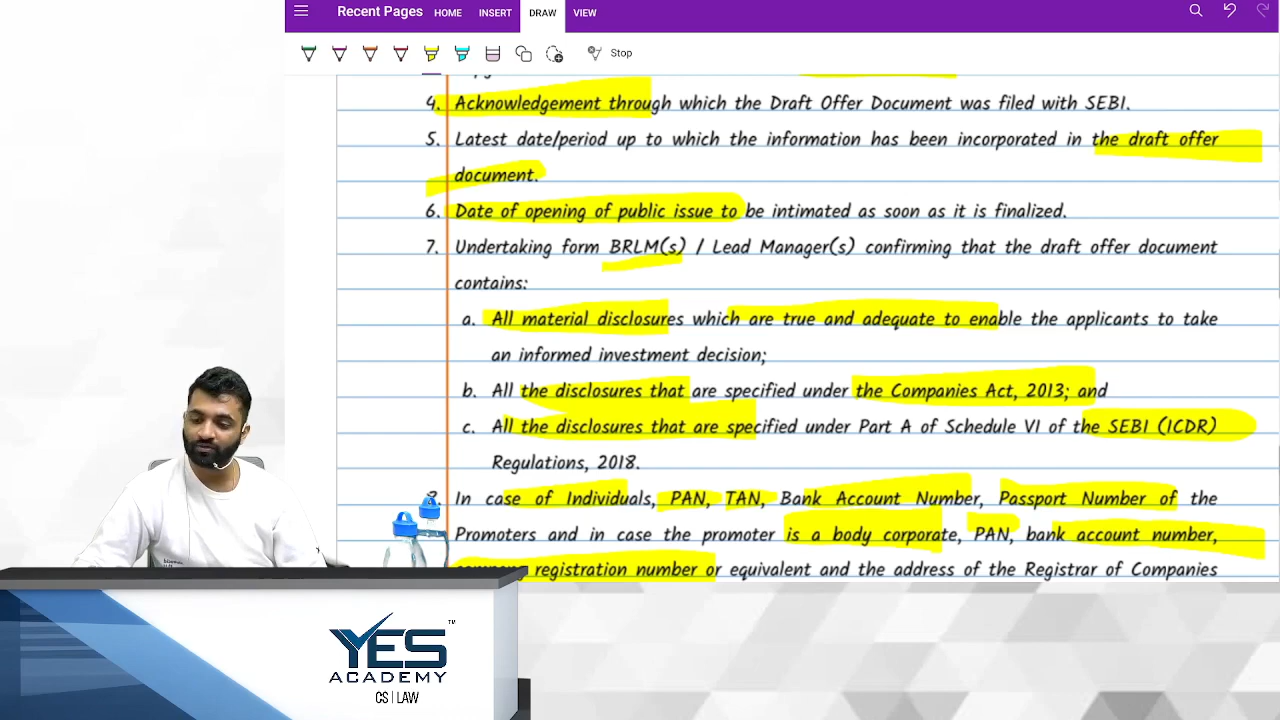 Recent Pages HOME INSERT DRAW VIEW
Stop
4. Acknowledgement through which the Draft Offer Document was filed with SEBI.
5. Latest date/period up to which the information has been incorporated in the draft offer
document.
6. Date of opening of public issue to be intimated as soon as it is finalized.
7. Undertaking form BRLM(s) / Lead Manager(s) confirming that the draft offer document
contains:
a. All material disclosures which are true and adequate to enable the applicants to take
an informed investment decision;
b. All the disclosures that are specified under the Companies Act, 2013; and
c. All the disclosures that are specified under Part A of Schedule VI of the SEBI (ICDR)
Regulations, 2018.
In case of Individuals, PAN, TAN, Bank Account Number, Passport Number of the
Promoters and in case the promoter is a body corporate, PAN, bank account number,
registration number or equivalent and the address of the Registrar of Companies
YES
ACADEMY
CS | LAW
TM